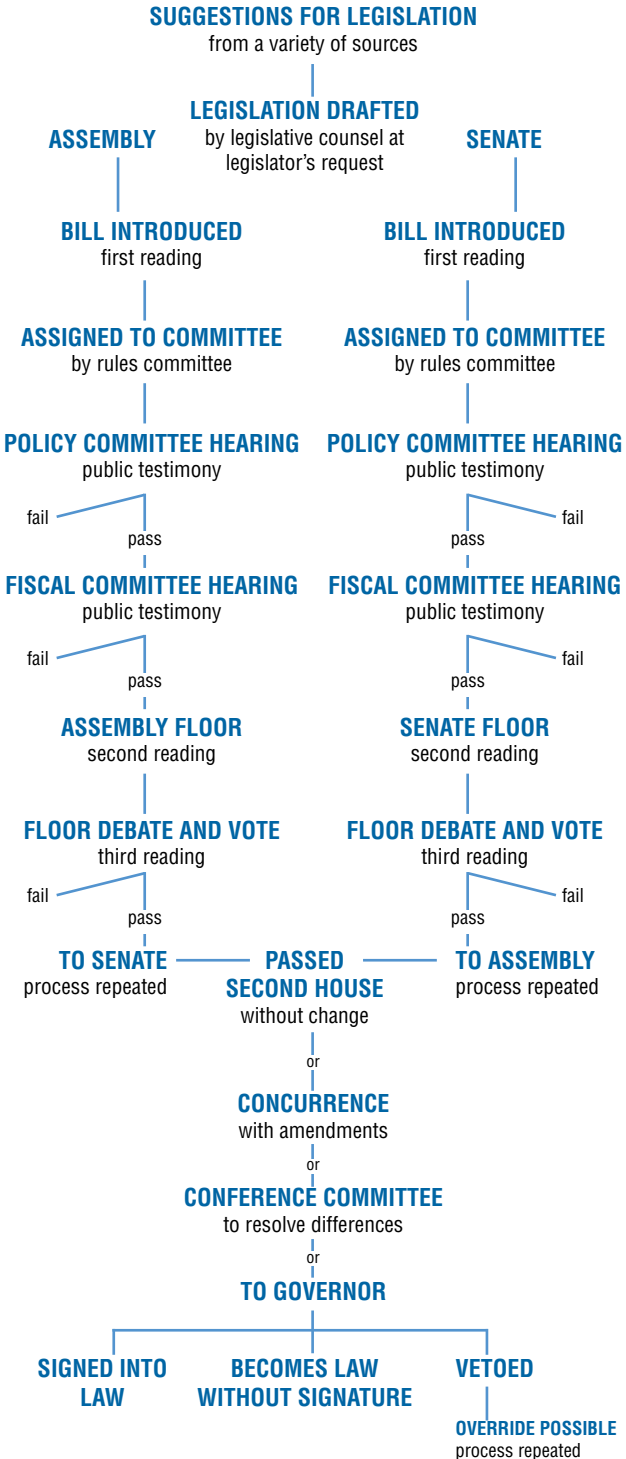 SUGGESTIONS FOR LEGISLATION
from a variety of sources
LEGISLATION DRAFTED
by legislative counsel at
legislator’s request
ASSEMBLY
SENATE
BILL INTRODUCED
first reading
BILL INTRODUCED
first reading
ASSIGNED TO COMMITTEE
by rules committee
ASSIGNED TO COMMITTEE
by rules committee
POLICY COMMITTEE HEARING
public testimony
POLICY COMMITTEE HEARING
public testimony
fail
pass
pass
fail
FISCAL COMMITTEE HEARING
public testimony
FISCAL COMMITTEE HEARING
public testimony
fail
pass
pass
fail
ASSEMBLY FLOOR
second reading
SENATE FLOOR
second reading
FLOOR DEBATE AND VOTE
third reading
FLOOR DEBATE AND VOTE
third reading
fail
pass
pass
fail
TO SENATE
process repeated
PASSED
SECOND HOUSE
without change
TO ASSEMBLY
process repeated
or
CONCURRENCE
with amendments
or
CONFERENCE COMMITTEE
to resolve differences
or
TO GOVERNOR
SIGNED INTO
LAW
BECOMES LAW
WITHOUT SIGNATURE
VETOED
OVERRIDE POSSIBLE
process repeated